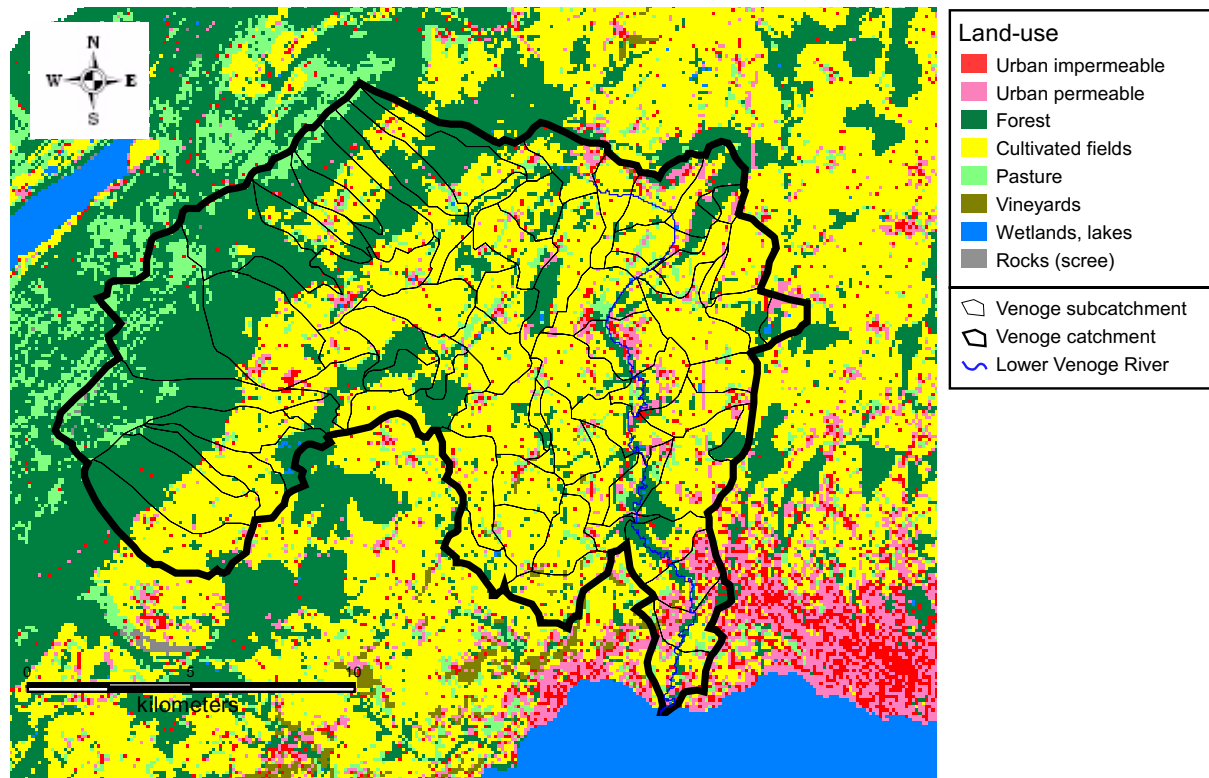 N
W E
S
Land-use
Urban impermeable
Urban permeable
Forest
Cultivated fields
Pasture
Vineyards
Wetlands, lakes
Rocks (scree)
Venoge subcatchment
Venoge catchment
Lower Venoge River
0 5 10
kilometers